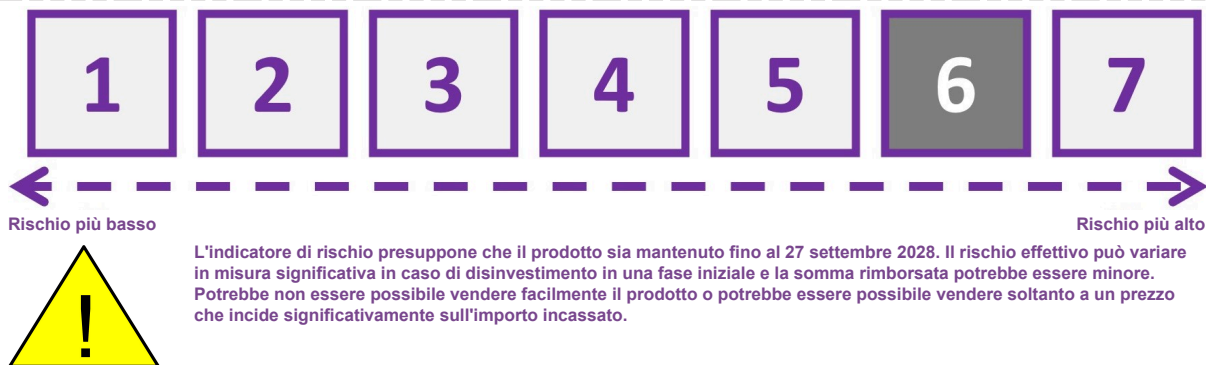 1 2 3 4 5 6 7
Rischio più basso Rischio più alto
L'indicatore di rischio presuppone che il prodotto sia mantenuto fino al 27 settembre 2028. Il rischio effettivo può variare
in misura significativa in caso di disinvestimento in una fase iniziale e la somma rimborsata potrebbe essere minore.
Potrebbe non essere possibile vendere facilmente il prodotto o potrebbe essere possibile vendere soltanto a un prezzo
che incide significativamente sull'importo incassato.
!